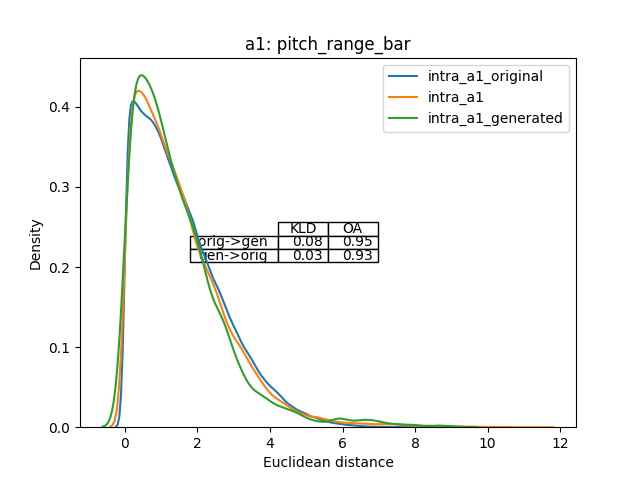 a1: pitch_range_bar
intra_a1_original
intra_a1
intra_a1_generated
KLD OA
orig->gen 0.08 0.95
gen->orig 0.03 0.93
Density
0.4
0.3
0.2
0.1
0.0
0 2 4 6 8 10 12
Euclidean distance